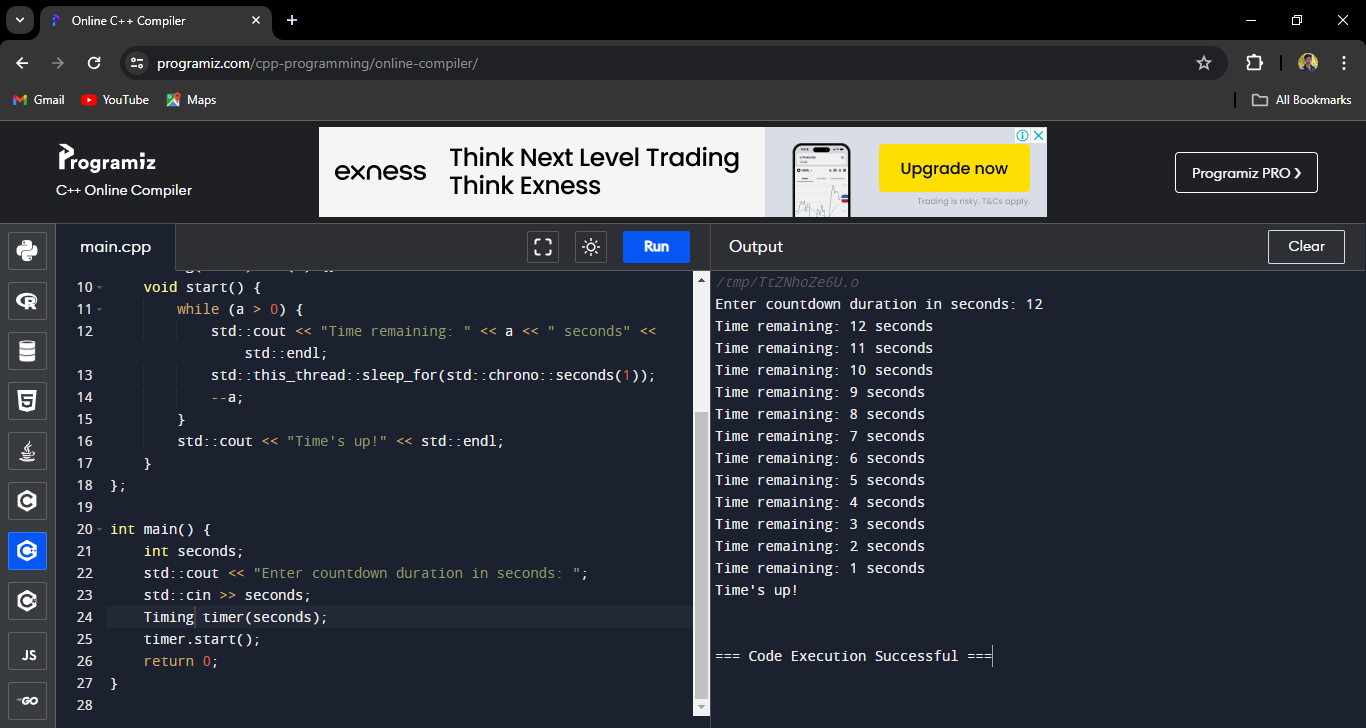 Online C++ Compiler
programiz.com/cpp-programming/online-compiler/
Gmail
YouTube
Maps
All Bookmarks
Programiz
C++ Online Compiler
exness
Think Next Level Trading
Think Exness
Upgrade now
Trading is risky. T&Cs apply.
Programiz PRO ›
main.cpp
Run
Output
Clear
10 void start() {
11 while (a > 0) {
12 std::cout << "Time remaining: " << a << " seconds" <<
std::endl;
13 std::this_thread::sleep_for(std::chrono::seconds(1));
14 --a;
15 }
16 std::cout << "Time's up!" << std::endl;
17 }
18 };
19
20 int main() {
21 int seconds;
22 std::cout << "Enter countdown duration in seconds: ";
23 std::cin >> seconds;
24 Timing timer(seconds);
25 timer.start();
26 return 0;
27 }
28
/tmp/TtZNhoZe6U.o
Enter countdown duration in seconds: 12
Time remaining: 12 seconds
Time remaining: 11 seconds
Time remaining: 10 seconds
Time remaining: 9 seconds
Time remaining: 8 seconds
Time remaining: 7 seconds
Time remaining: 6 seconds
Time remaining: 5 seconds
Time remaining: 4 seconds
Time remaining: 3 seconds
Time remaining: 2 seconds
Time remaining: 1 seconds
Time's up!
=== Code Execution Successful ===
R
5
C
C
C
JS
GO